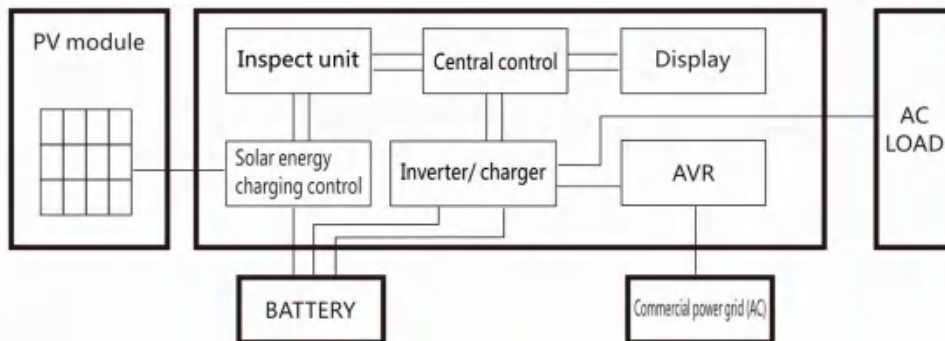 PV module
Inspect unit
Central control
Display
AC
LOAD
Solar energy
charging control
Inverter/ charger
AVR
BATTERY
Commercial power grid (AC)